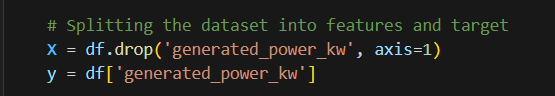 # Splitting the dataset into features and target
X = df.drop('generated_power_kw', axis=1)
y = df['generated_power_kw']